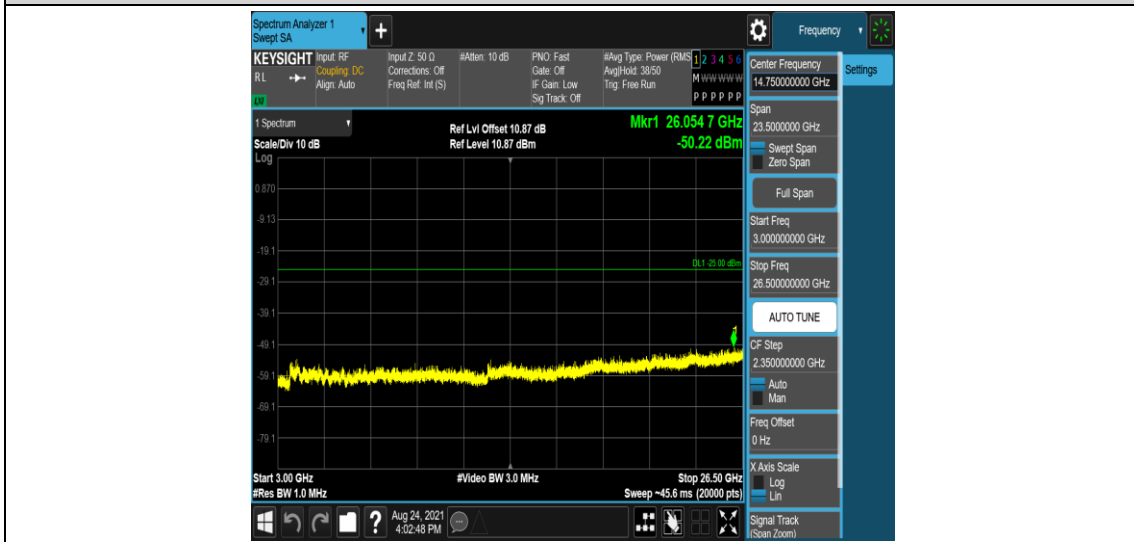 Spectrum Analyzer 1
Swept SA
+
Frequency
KEYSIGHT
RL
LXI
Input: RF
Coupling: DC
Align: Auto
Input Z: 50 Ω
Corrections: Off
Freq Ref: Int (S)
#Atten: 10 dB
PNO: Fast
Gate: Off
IF Gain: Low
Sig Track: Off
#Avg Type: Power (RMS
Avg|Hold: 38/50
Trig: Free Run
1 2 3 4 5 6
M W W W W W
P P P P P P
1 Spectrum
Scale/Div 10 dB
Log
Ref Lvl Offset 10.87 dB
Ref Level 10.87 dBm
Mkr1 26.054 7 GHz
-50.22 dBm
0.870
-9.13
-19.1
DL1 -25.00 dBm
-29.1
-39.1
1
-49.1
-59.1
-69.1
-79.1
Start 3.00 GHz
#Res BW 1.0 MHz
#Video BW 3.0 MHz
Stop 26.50 GHz
Sweep ~45.6 ms (20000 pts)
?
Aug 24, 2021
4:02:48 PM
Center Frequency
14.750000000 GHz
Settings
Span
23.5000000 GHz
Swept Span
Zero Span
Full Span
Start Freq
3.000000000 GHz
Stop Freq
26.500000000 GHz
AUTO TUNE
CF Step
2.350000000 GHz
Auto
Man
Freq Offset
0 Hz
X Axis Scale
Log
Lin
Signal Track
(Span Zoom)